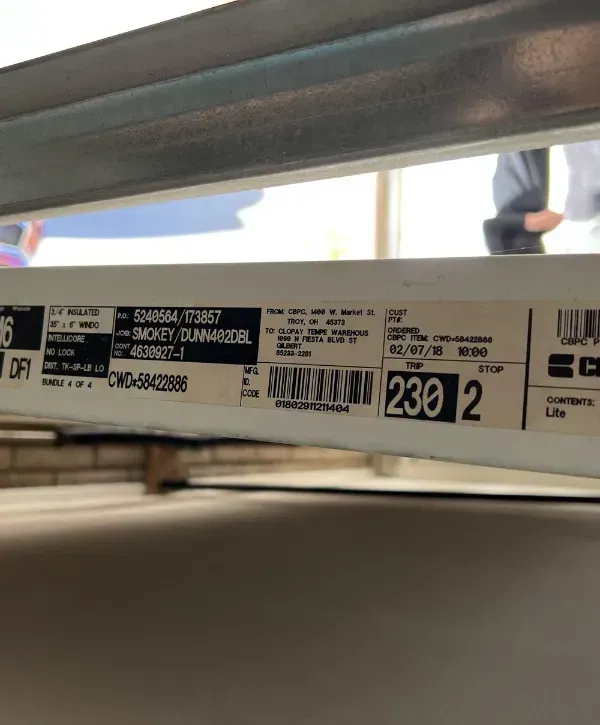 DF1
3/4" INSULATED
35" x 6" WINDO
INTELLICORE
NO LOCK
DIST. TK-SP-LB LO
BUNDLE 4 OF 4
P.O.: 5240564/173857
JOB: SMOKEY/DUNN402DBL
CONT NO: 4630927-1
CWD*58422886
FROM: CBPC, 1400 W. Market St.
TROY, OH 45373
TO: CLOPAY TEMPE WAREHOUS
1090 N FIESTA BLVD ST
GILBERT
85233-2281
MFG.
ID.
CODE
01802911211404
CUST
PT#:
ORDERED
CBPC ITEM: CWD*58422886
02/07/18 10:00
TRIP STOP
230 2
CBPC P
CONTENTS:
Lite